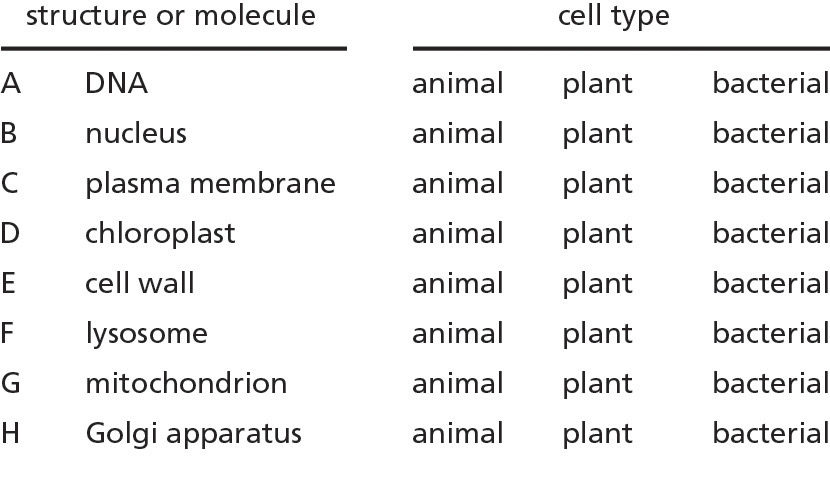 structure or molecule cell type
A DNA animal plant bacterial
B nucleus animal plant bacterial
C plasma membrane animal plant bacterial
D chloroplast animal plant bacterial
E cell wall animal plant bacterial
F lysosome animal plant bacterial
G mitochondrion animal plant bacterial
H Golgi apparatus animal plant bacterial